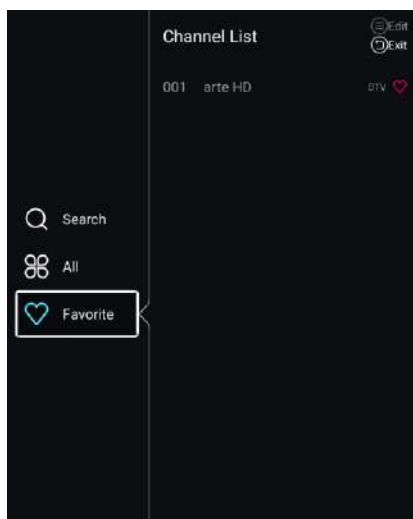 Channel List
Edit
Exit
001 arte HD DTV
Search
All
Favorite